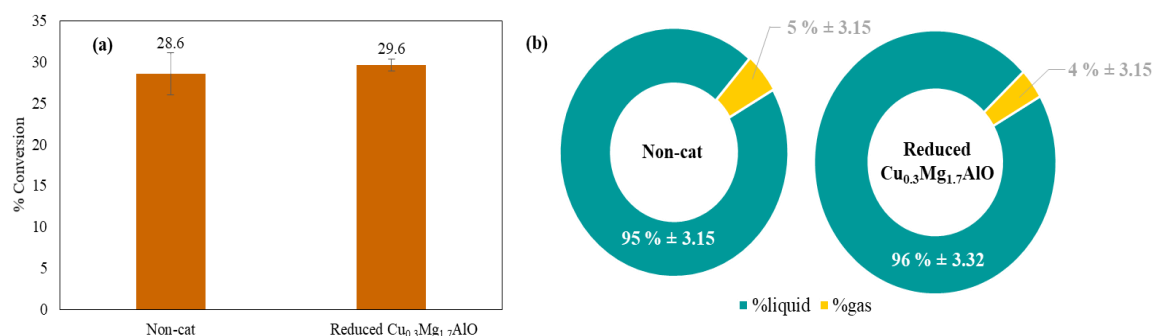 (a)
% Conversion
35
30
25
20
15
10
5
0
28.6
29.6
Non-cat
Reduced Cu₀.₃Mg₁.₇AlO
(b)
5 % ± 3.15
Non-cat
95 % ± 3.15
4 % ± 3.15
Reduced
Cu₀.₃Mg₁.₇AlO
96 % ± 3.32
%liquid %gas